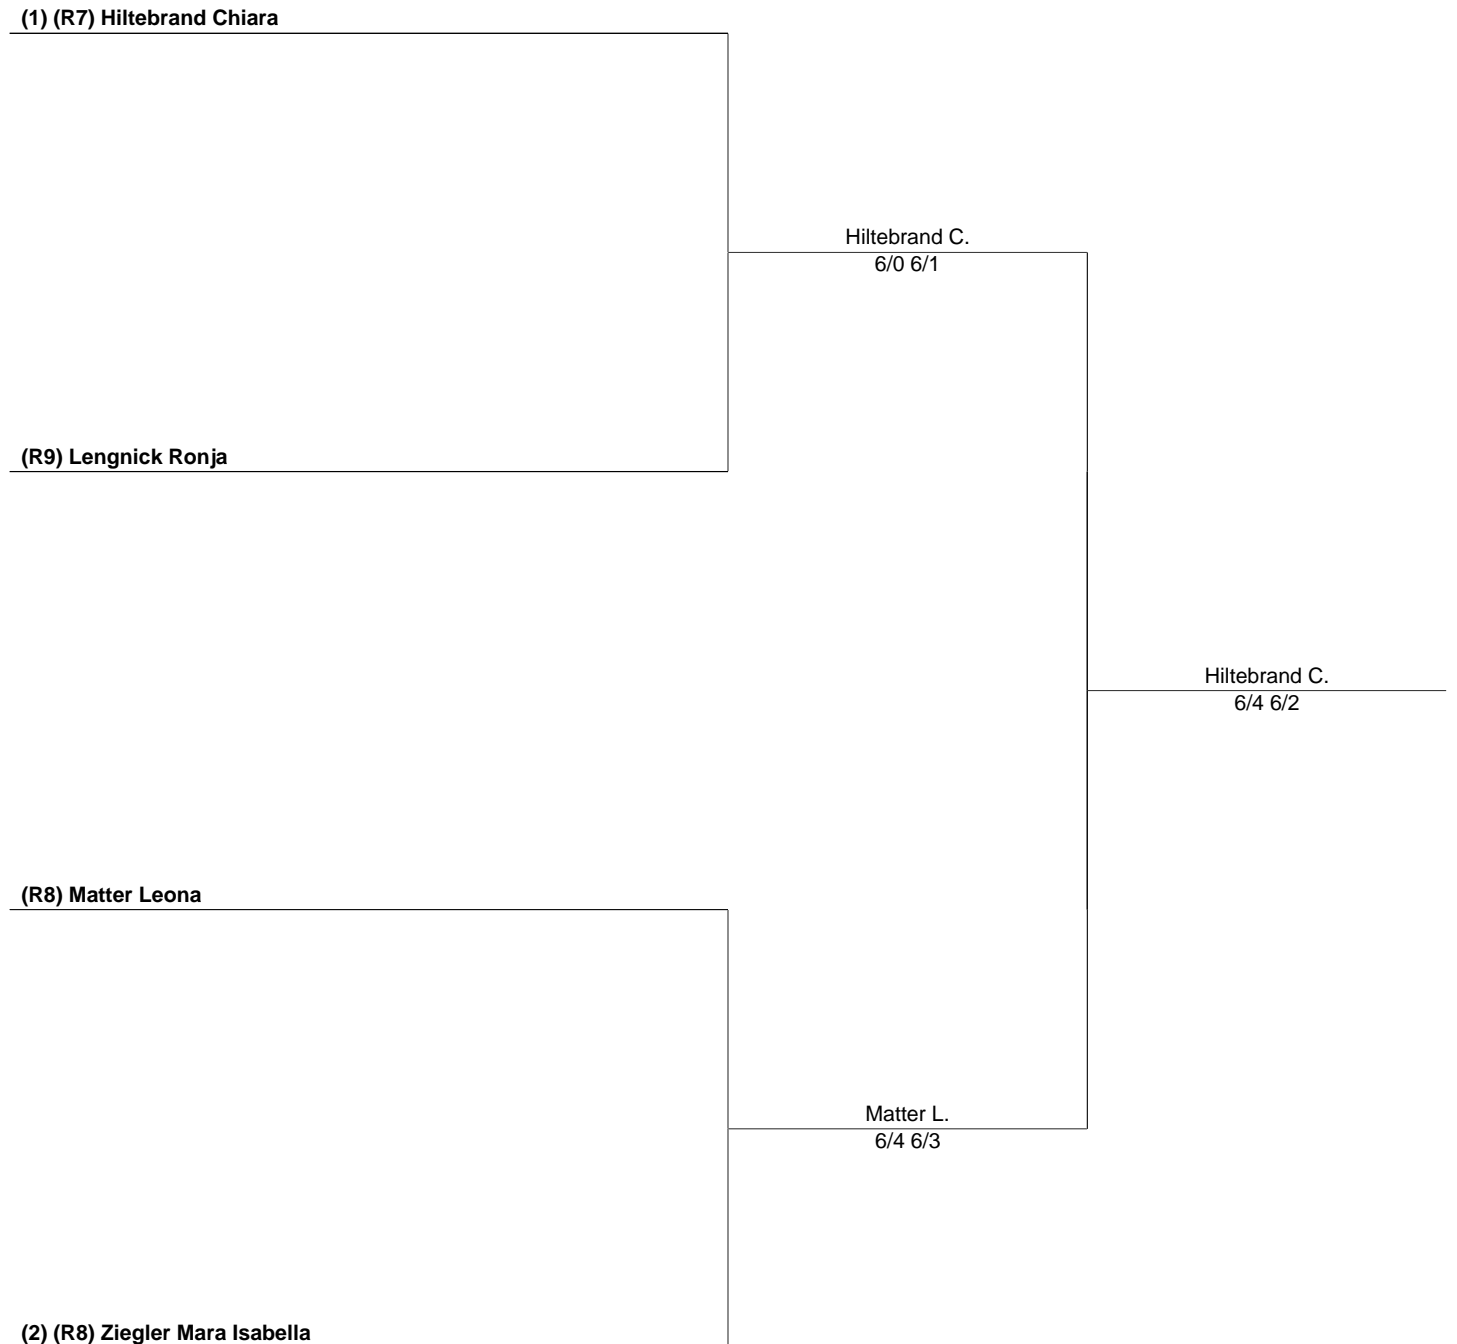 (1) (R7) Hiltebrand Chiara
Hiltebrand C.
6/0 6/1
(R9) Lengnick Ronja
Hiltebrand C.
6/4 6/2
(R8) Matter Leona
Matter L.
6/4 6/3
(2) (R8) Ziegler Mara Isabella